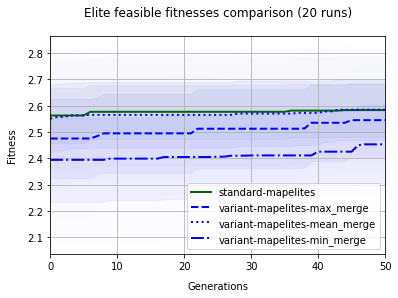 Elite feasible fitnesses comparison (20 runs)
2.8
2.7
2.6
2.5
2.4
2.3
2.2
2.1
Fitness
standard-mapelites
variant-mapelites-max_merge
variant-mapelites-mean_merge
variant-mapelites-min_merge
0 10 20 30 40 50
Generations